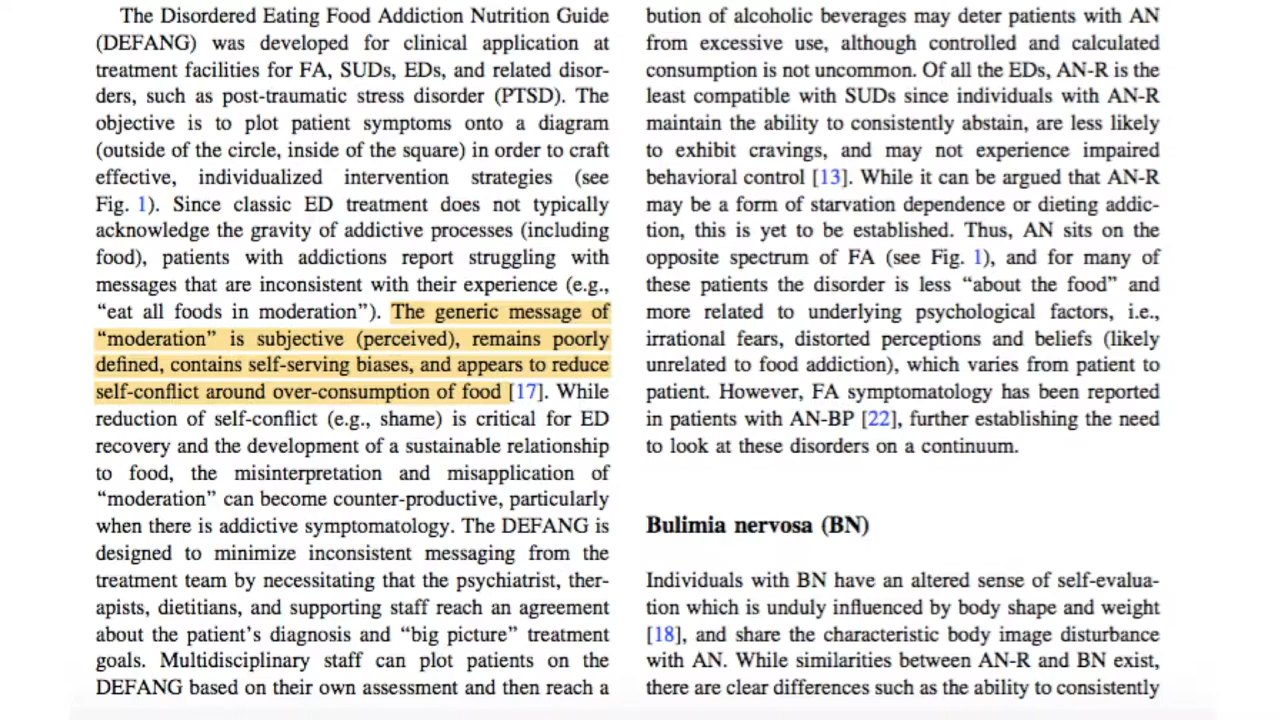 The Disordered Eating Food Addiction Nutrition Guide
(DEFANG) was developed for clinical application at
treatment facilities for FA, SUDs, EDs, and related disor-
ders, such as post-traumatic stress disorder (PTSD). The
objective is to plot patient symptoms onto a diagram
(outside of the circle, inside of the square) in order to craft
effective, individualized intervention strategies (see
Fig. 1). Since classic ED treatment does not typically
acknowledge the gravity of addictive processes (including
food), patients with addictions report struggling with
messages that are inconsistent with their experience (e.g.,
“eat all foods in moderation”). The generic message of
“moderation” is subjective (perceived), remains poorly
defined, contains self-serving biases, and appears to reduce
self-conflict around over-consumption of food [17]. While
reduction of self-conflict (e.g., shame) is critical for ED
recovery and the development of a sustainable relationship
to food, the misinterpretation and misapplication of
“moderation” can become counter-productive, particularly
when there is addictive symptomatology. The DEFANG is
designed to minimize inconsistent messaging from the
treatment team by necessitating that the psychiatrist, ther-
apists, dietitians, and supporting staff reach an agreement
about the patient’s diagnosis and “big picture” treatment
goals. Multidisciplinary staff can plot patients on the
DEFANG based on their own assessment and then reach a
bution of alcoholic beverages may deter patients with AN
from excessive use, although controlled and calculated
consumption is not uncommon. Of all the EDs, AN-R is the
least compatible with SUDs since individuals with AN-R
maintain the ability to consistently abstain, are less likely
to exhibit cravings, and may not experience impaired
behavioral control [13]. While it can be argued that AN-R
may be a form of starvation dependence or dieting addic-
tion, this is yet to be established. Thus, AN sits on the
opposite spectrum of FA (see Fig. 1), and for many of
these patients the disorder is less “about the food” and
more related to underlying psychological factors, i.e.,
irrational fears, distorted perceptions and beliefs (likely
unrelated to food addiction), which varies from patient to
patient. However, FA symptomatology has been reported
in patients with AN-BP [22], further establishing the need
to look at these disorders on a continuum.
Bulimia nervosa (BN)
Individuals with BN have an altered sense of self-evalua-
tion which is unduly influenced by body shape and weight
[18], and share the characteristic body image disturbance
with AN. While similarities between AN-R and BN exist,
there are clear differences such as the ability to consistently